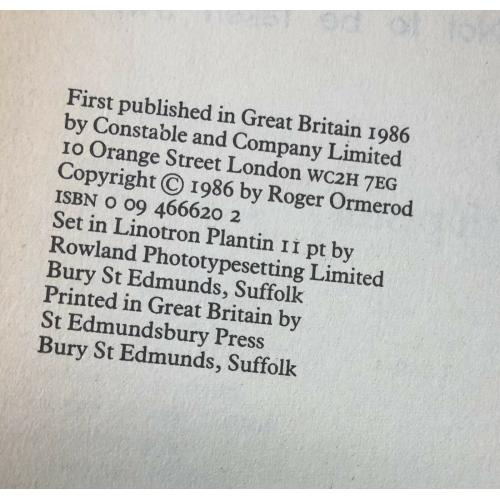 First published in Great Britain 1986
by Constable and Company Limited
10 Orange Street London WC2H 7EG
Copyright © 1986 by Roger Ormerod
ISBN 0 09 466620 2
Set in Linotron Plantin 11 pt by
Rowland Phototypesetting Limited
Bury St Edmunds, Suffolk
Printed in Great Britain by
St Edmundsbury Press
Bury St Edmunds, Suffolk